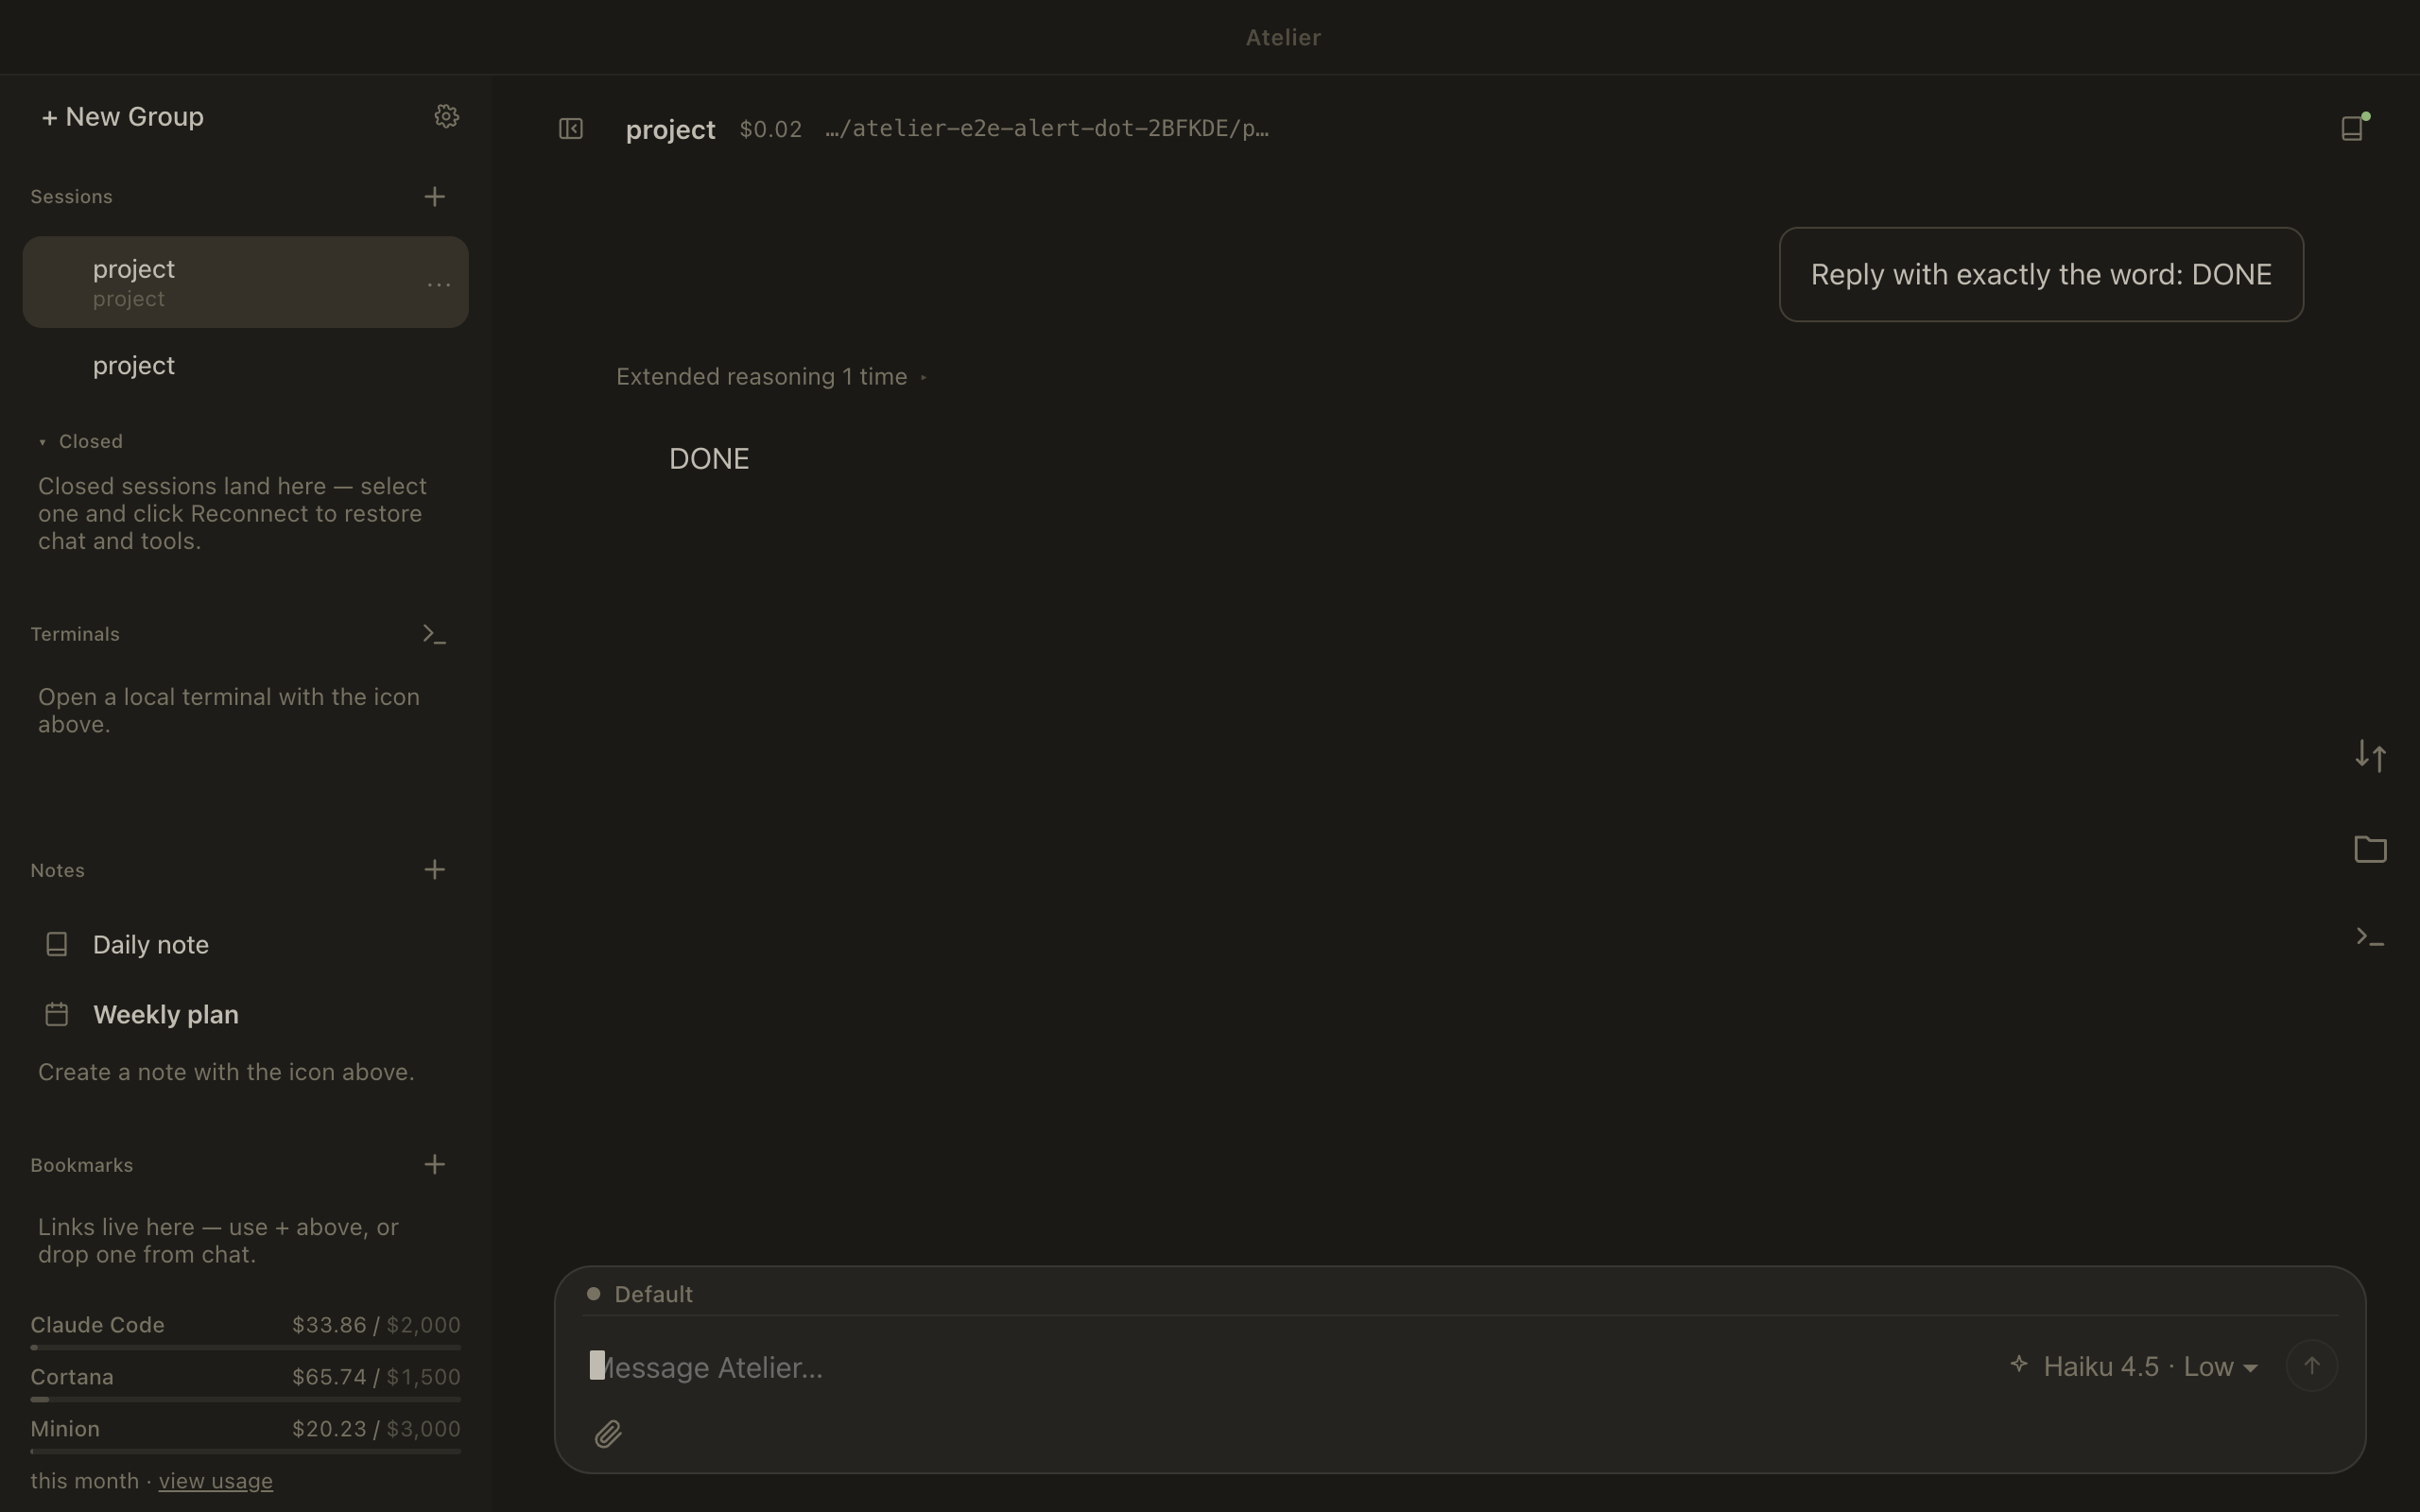 Atelier
+ New Group
Sessions
project
project
project
Closed
Closed sessions land here — select
one and click Reconnect to restore
chat and tools.
Terminals
Open a local terminal with the icon
above.
Notes
Daily note
Weekly plan
Create a note with the icon above.
Bookmarks
Links live here — use + above, or
drop one from chat.
Claude Code $33.86 / $2,000
Cortana $65.74 / $1,500
Minion $20.23 / $3,000
this month · view usage
project $0.02 …/atelier-e2e-alert-dot-2BFKDE/p…
Reply with exactly the word: DONE
Extended reasoning 1 time
DONE
Default
Message Atelier...
Haiku 4.5 · Low